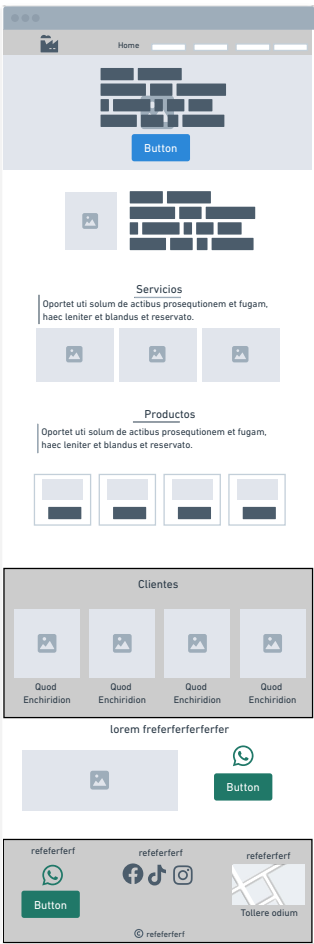 Home
Button
Servicios
Oportet uti solum de actibus prosequtionem et fugam,
haec leniter et blandus et reservato.
Productos
Oportet uti solum de actibus prosequtionem et fugam,
haec leniter et blandus et reservato.
Clientes
Quod Enchiridion
Quod Enchiridion
Quod Enchiridion
Quod Enchiridion
lorem freferferferferfer
Button
refeferferf
Button
refeferferf
refeferferf
Tollere odium
© refeferferf